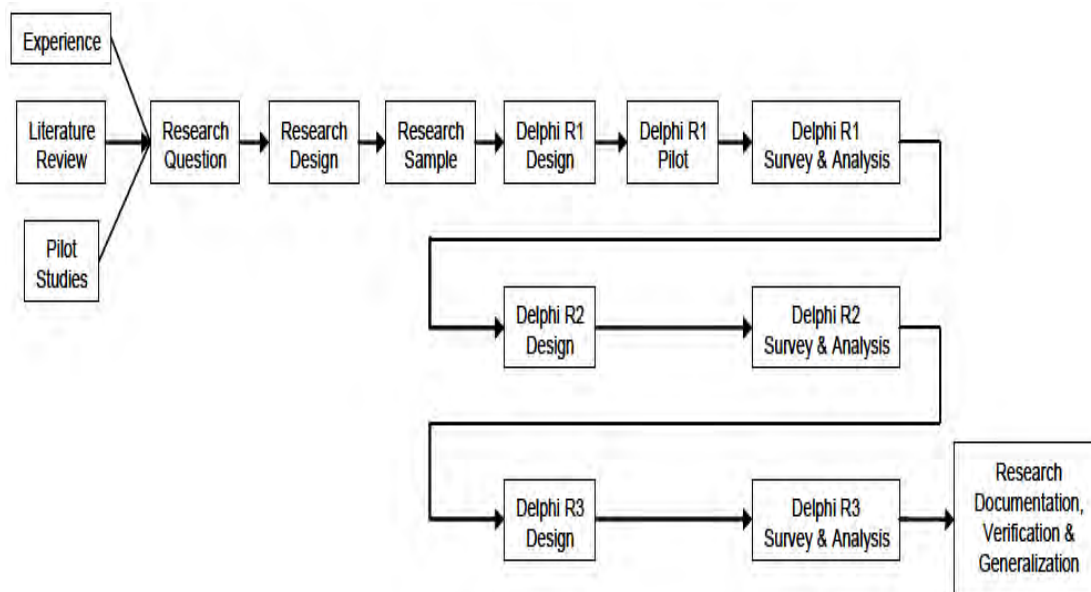 Experience
Literature
Review
Pilot
Studies
Research
Question
Research
Design
Research
Sample
Delphi R1
Design
Delphi R1
Pilot
Delphi R1
Survey & Analysis
Delphi R2
Design
Delphi R2
Survey & Analysis
Delphi R3
Design
Delphi R3
Survey & Analysis
Research
Documentation,
Verification &
Generalization